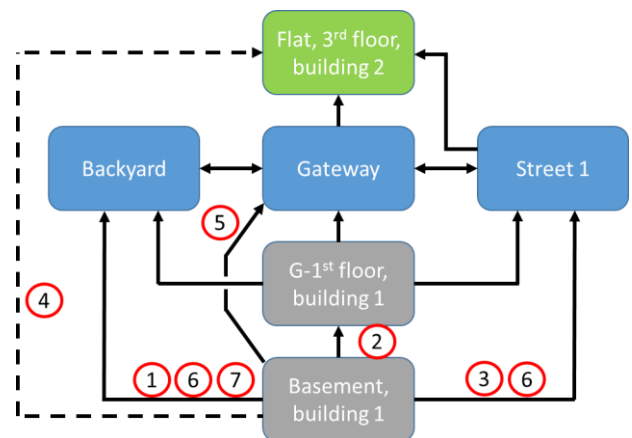 Flat, 3rd floor,
building 2
Backyard
Gateway
Street 1
5
G-1st floor,
building 1
4
2
1 6 7
Basement,
building 1
3 6